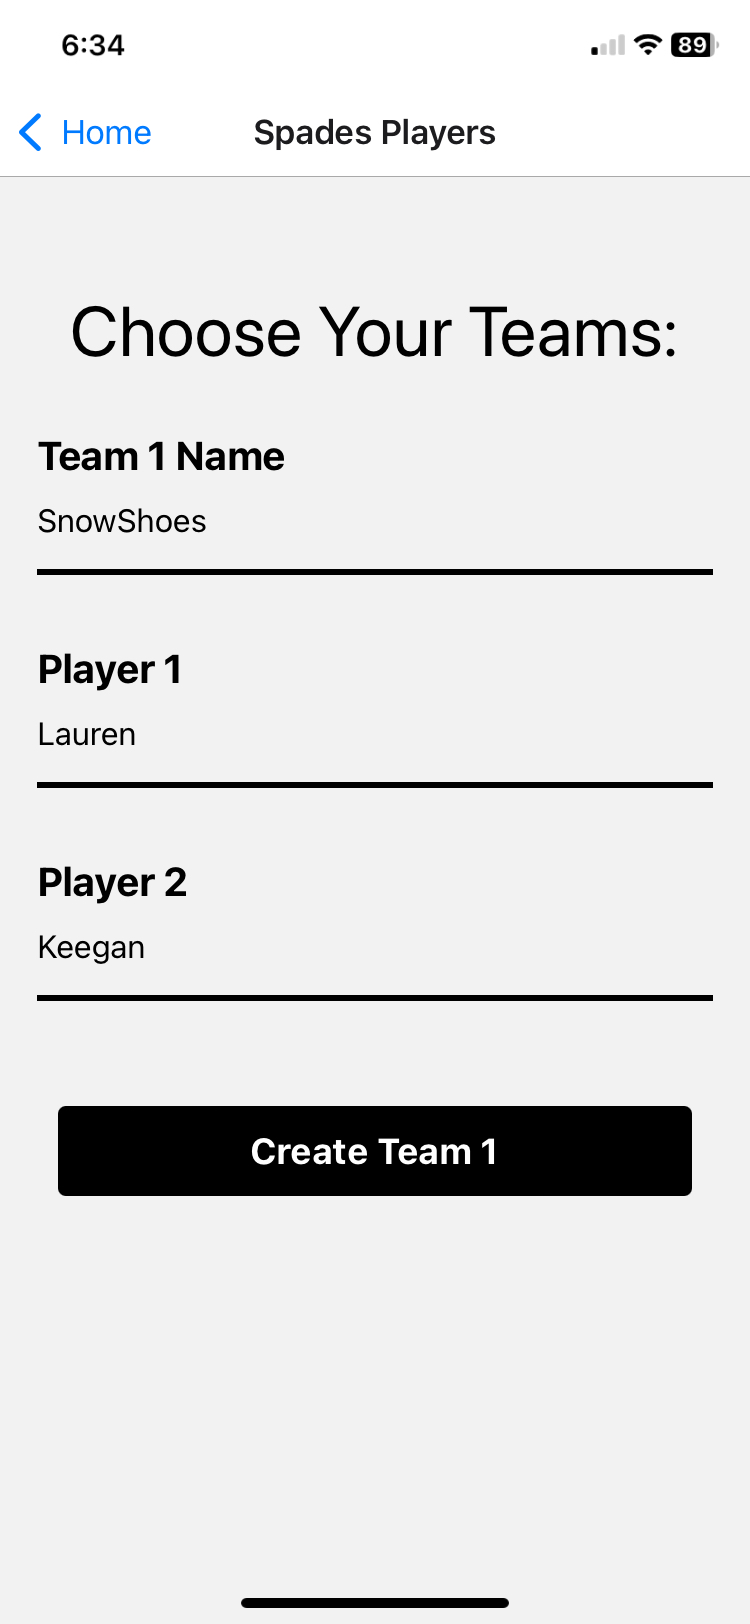 6:34
89
Home
Spades Players
Choose Your Teams:
Team 1 Name
SnowShoes
Player 1
Lauren
Player 2
Keegan
Create Team 1